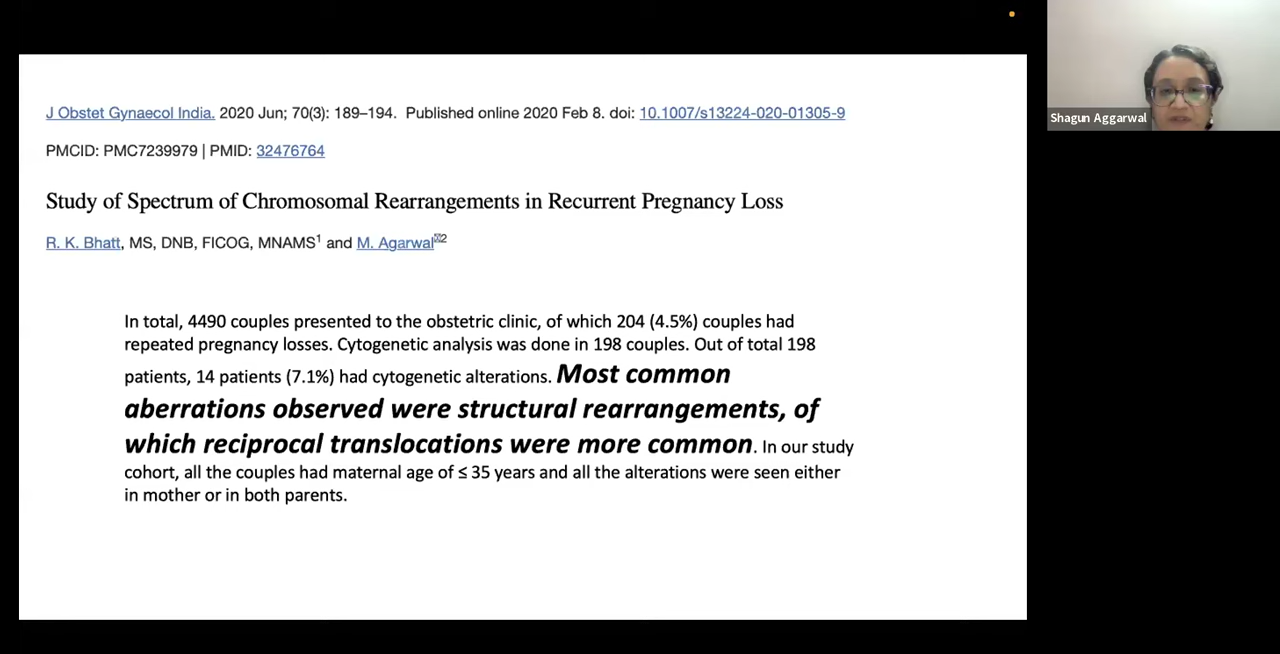 J Obstet Gynaecol India. 2020 Jun; 70(3): 189–194. Published online 2020 Feb 8. doi: 10.1007/s13224-020-01305-9
PMCID: PMC7239979 | PMID: 32476764
Study of Spectrum of Chromosomal Rearrangements in Recurrent Pregnancy Loss
R. K. Bhatt, MS, DNB, FICOG, MNAMS1 and M. Agarwal2
In total, 4490 couples presented to the obstetric clinic, of which 204 (4.5%) couples had
repeated pregnancy losses. Cytogenetic analysis was done in 198 couples. Out of total 198
patients, 14 patients (7.1%) had cytogenetic alterations. Most common
aberrations observed were structural rearrangements, of
which reciprocal translocations were more common. In our study
cohort, all the couples had maternal age of ≤ 35 years and all the alterations were seen either
in mother or in both parents.
Shagun Aggarwal